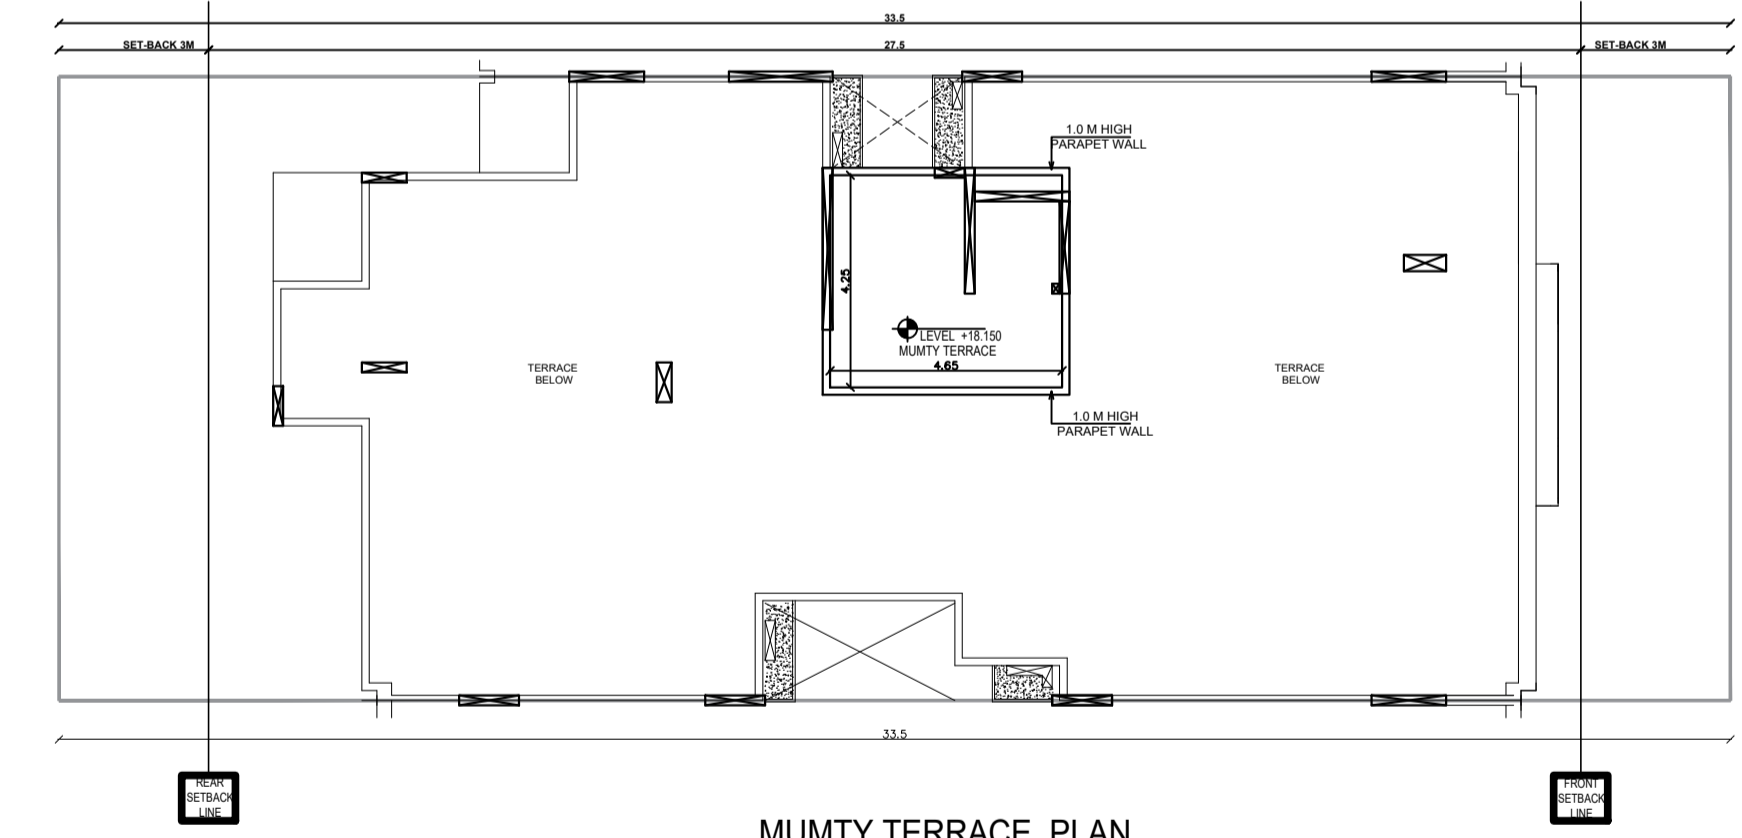 33.5
SET-BACK 3M
27.5
SET-BACK 3M
1.0 M HIGH
PARAPET WALL
4.25
LEVEL +18.150
MUMTY TERRACE
4.65
TERRACE
BELOW
TERRACE
BELOW
1.0 M HIGH
PARAPET WALL
33.5
REAR
SETBACK
LINE
FRONT
SETBACK
LINE
MUMTY TERRACE PLAN